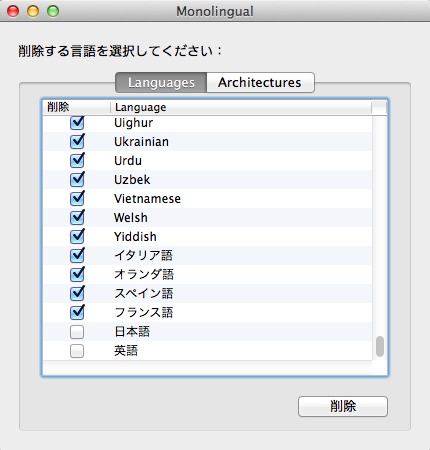 Monolingual
削除する言語を選択してください：
Languages Architectures
削除 Language
Uighur
Ukrainian
Urdu
Uzbek
Vietnamese
Welsh
Yiddish
イタリア語
オランダ語
スペイン語
フランス語
日本語
英語
削除